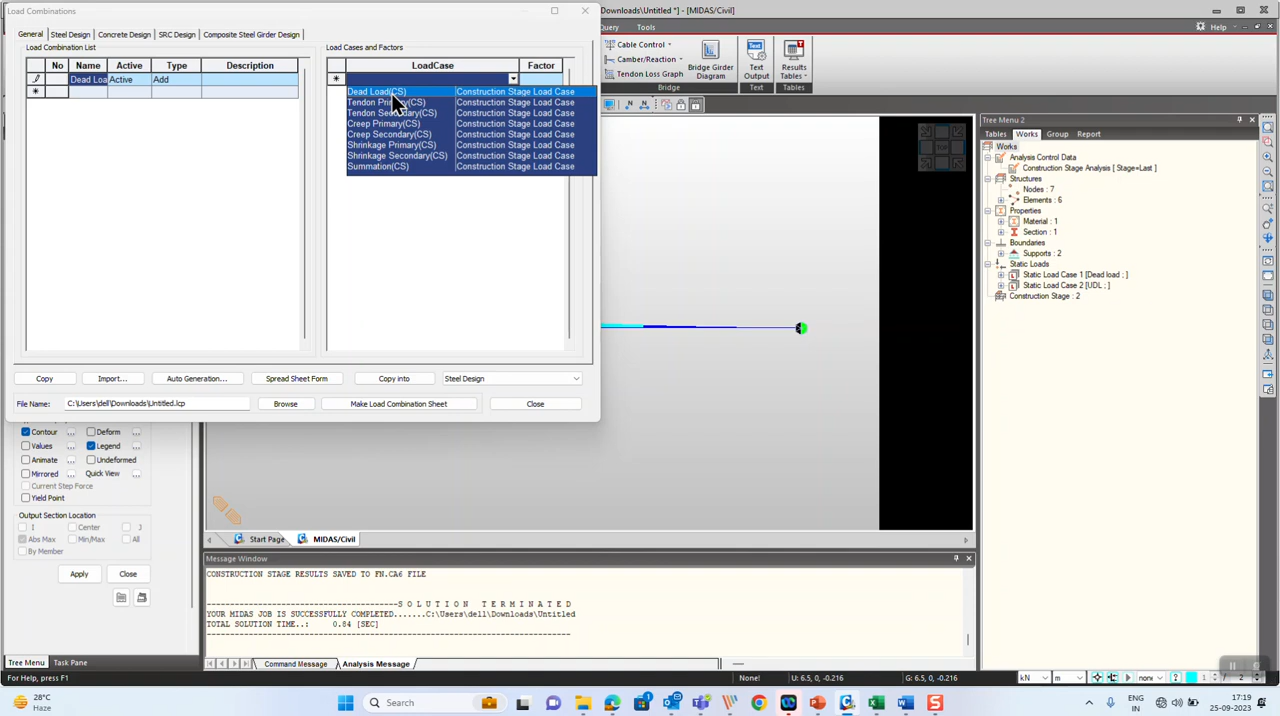 Load Combinations
Downloads\Untitled *] - [MIDAS/Civil]
General
Steel Design
Concrete Design
SRC Design
Composite Steel Girder Design
Query
Tools
Help
Load Combination List
Load Cases and Factors
No
Name
Active
Type
Description
LoadCase
Factor
Dead Loa
Active
Add
Dead Load(CS)
Construction Stage Load Case
Tendon Primary(CS)
Construction Stage Load Case
Tendon Secondary(CS)
Construction Stage Load Case
Creep Primary(CS)
Construction Stage Load Case
Creep Secondary(CS)
Construction Stage Load Case
Shrinkage Primary(CS)
Construction Stage Load Case
Shrinkage Secondary(CS)
Construction Stage Load Case
Summation(CS)
Construction Stage Load Case
Cable Control
Camber/Reaction
Tendon Loss Graph
Bridge Girder
Diagram
Text
Output
Results
Tables
Bridge
Text
Tables
Tree Menu 2
Tables
Works
Group
Report
Works
Analysis Control Data
Construction Stage Analysis [ Stage=Last ]
Structures
Nodes : 7
Elements : 6
Properties
Material : 1
Section : 1
Boundaries
Supports : 2
Static Loads
Static Load Case 1 [Dead load ; ]
Static Load Case 2 [UDL ; ]
Construction Stage : 2
Copy
Import...
Auto Generation...
Spread Sheet Form
Copy into
Steel Design
File Name:
C:\Users\dell\Downloads\Untitled.lcp
Browse
Make Load Combination Sheet
Close
Contour
Deform
Values
Legend
Animate
Undeformed
Mirrored
Quick View
Current Step Force
Yield Point
Output Section Location
I
Center
J
Abs Max
Min/Max
All
By Member
Apply
Close
Start Page
MIDAS/Civil
Message Window
CONSTRUCTION STAGE RESULTS SAVED TO FN.CA6 FILE
S O L U T I O N T E R M I N A T E D
YOUR MIDAS JOB IS SUCCESSFULLY COMPLETED.......C:\Users\dell\Downloads\Untitled
TOTAL SOLUTION TIME..: 0.84 [SEC]
Command Message
Analysis Message
Tree Menu
Task Pane
For Help, press F1
None!
U: 6.5, 0, -0.216
G: 6.5, 0, -0.216
kN
m
none
1
/ 2
28°C
Haze
Search
ENG
IN
17:19
25-09-2023